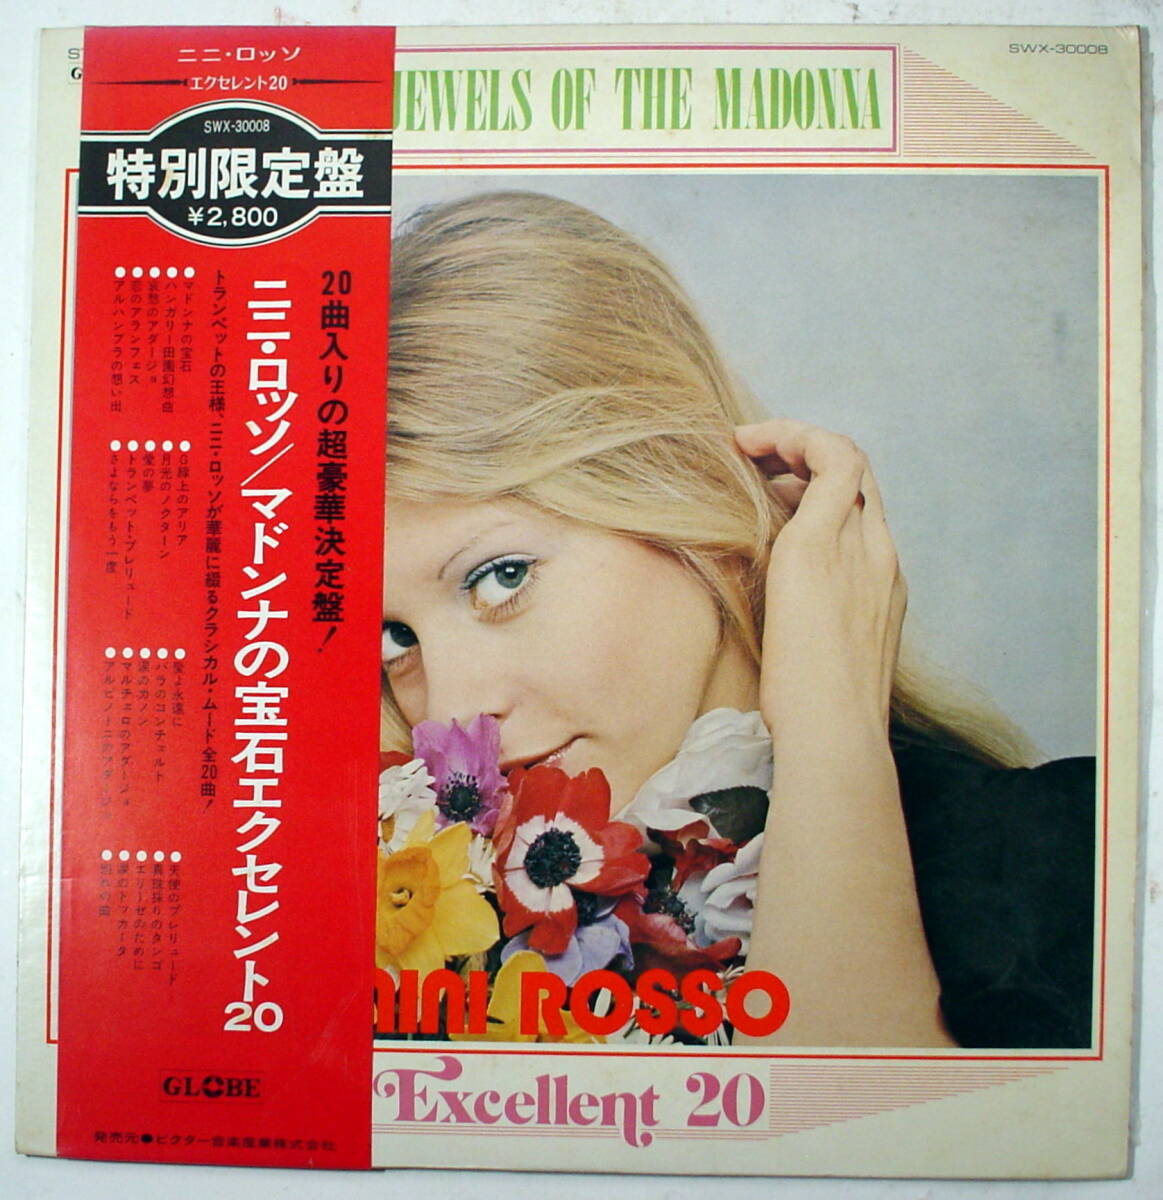 ニニ・ロッソ
エクセレント20
SWX-30008
特別限定盤
¥2,800
20曲入りの超豪華決定盤!
ニニ・ロッソ/マドンナの宝石エクセレント20
トランペットの王様、ニニ・ロッソが華麗に綴るクラシカル・ムード全20曲!
●マドンナの宝石
●ハンガリー田園幻想曲
●哀愁のアダージョ
●恋のアランフェス
●アルハンブラの想い出
●G線上のアリア
●月光のノクターン
●愛の夢
●トランペット・プレリュード
●さよならをもう一度
●愛よ永遠に
●バラのコンチェルト
●涙のカノン
●マルチェロのアダージョ
●アルビノーニのアダージョ
●天使のプレリュード
●真珠採りのタンゴ
●エリーゼのために
●涙のトッカータ
●別れの曲
GLOBE
発売元●ビクター音楽産業株式会社
SWX-30008
JEWELS OF THE MADONNA
NINI ROSSO
Excellent 20